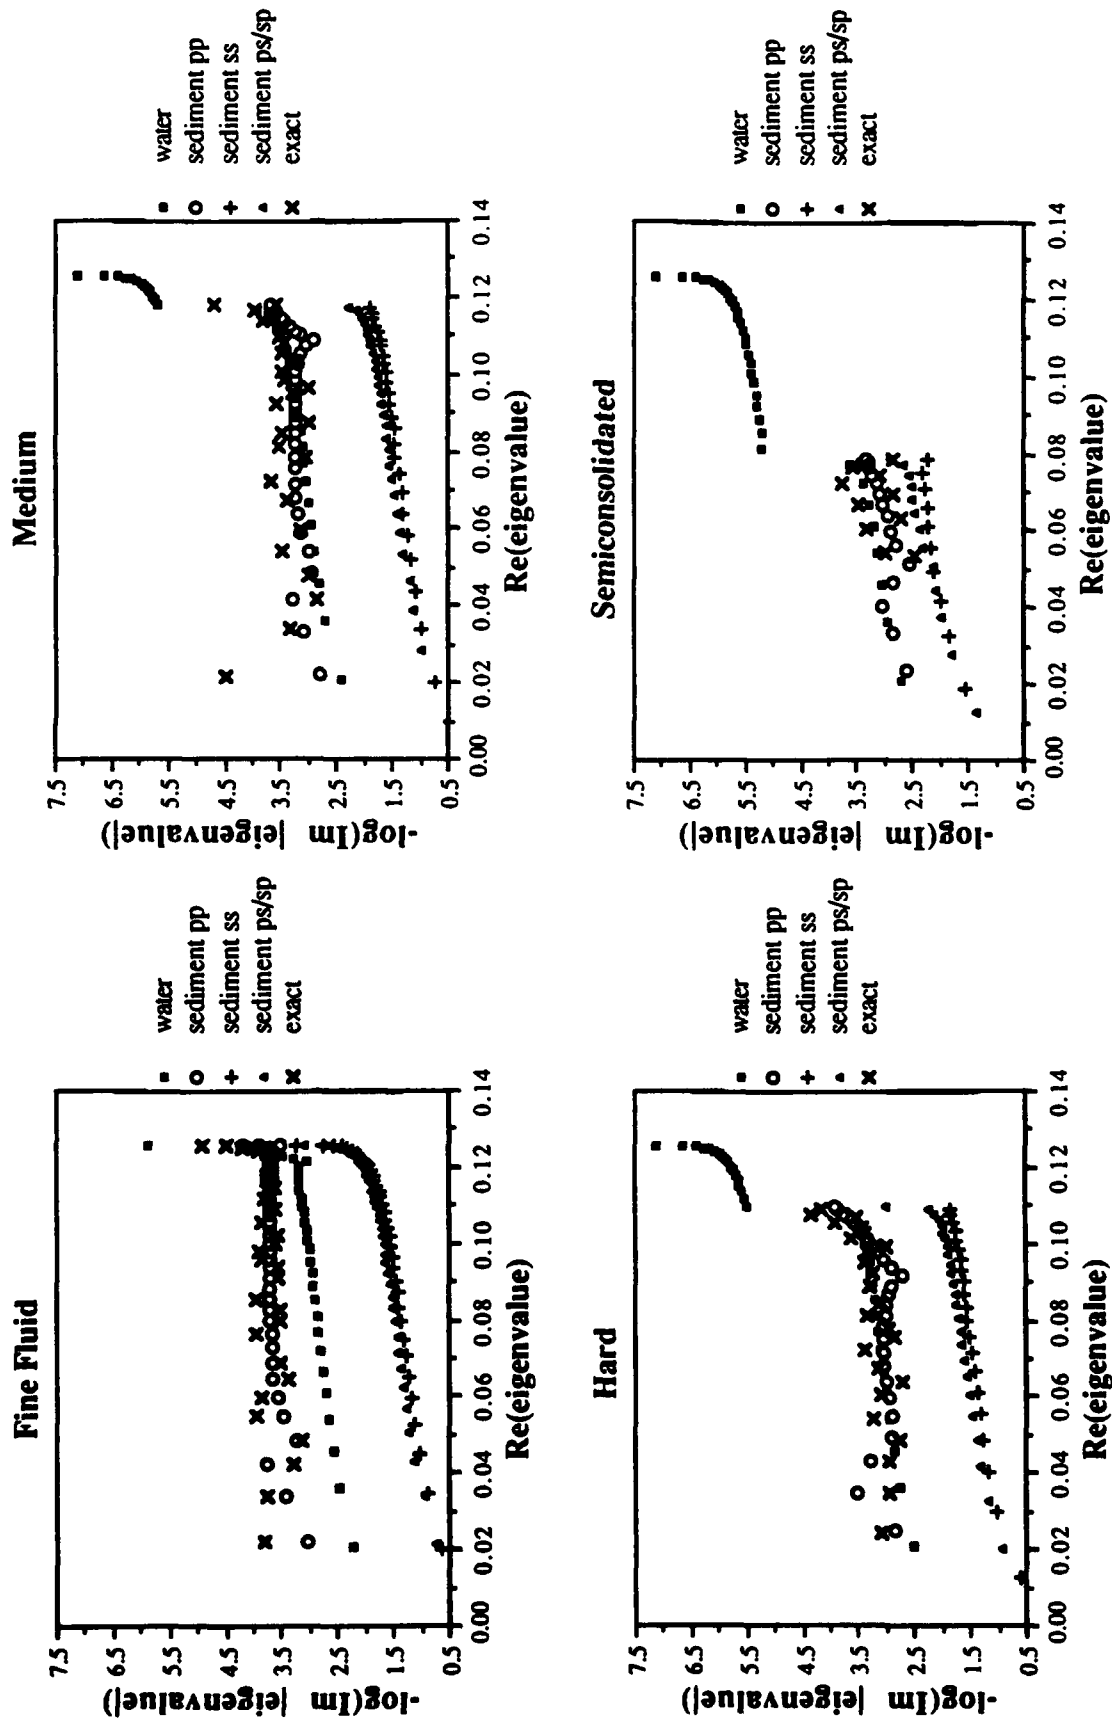 Fine Fluid
7.5
6.5
5.5
4.5
3.5
2.5
1.5
0.5
-log(Im |eigenvalue|)
0.00 0.02 0.04 0.06 0.08 0.10 0.12 0.14
Re(eigenvalue)
water
sediment pp
sediment ss
sediment ps/sp
exact
Medium
7.5
6.5
5.5
4.5
3.5
2.5
1.5
0.5
-log(Im |eigenvalue|)
0.00 0.02 0.04 0.06 0.08 0.10 0.12 0.14
Re(eigenvalue)
water
sediment pp
sediment ss
sediment ps/sp
exact
Hard
7.5
6.5
5.5
4.5
3.5
2.5
1.5
0.5
-log(Im |eigenvalue|)
0.00 0.02 0.04 0.06 0.08 0.10 0.12 0.14
Re(eigenvalue)
water
sediment pp
sediment ss
sediment ps/sp
exact
Semiconsolidated
7.5
6.5
5.5
4.5
3.5
2.5
1.5
0.5
-log(Im |eigenvalue|)
0.00 0.02 0.04 0.06 0.08 0.10 0.12 0.14
Re(eigenvalue)
water
sediment pp
sediment ss
sediment ps/sp
exact